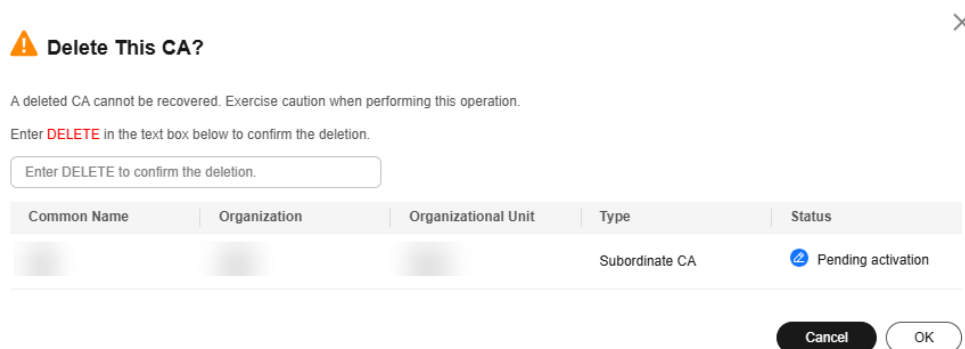 Delete This CA?
A deleted CA cannot be recovered. Exercise caution when performing this operation.
Enter DELETE in the text box below to confirm the deletion.
Enter DELETE to confirm the deletion.
Common Name Organization Organizational Unit Type Status
Subordinate CA Pending activation
Cancel OK